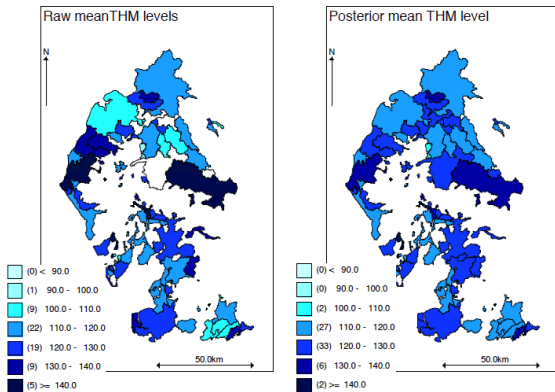 Raw meanTHM levels
N
(0) < 90.0
(1) 90.0 - 100.0
(9) 100.0 - 110.0
(22) 110.0 - 120.0
(19) 120.0 - 130.0
(9) 130.0 - 140.0
(5) >= 140.0
50.0km
Posterior mean THM level
N
(0) < 90.0
(0) 90.0 - 100.0
(2) 100.0 - 110.0
(27) 110.0 - 120.0
(33) 120.0 - 130.0
(6) 130.0 - 140.0
(2) >= 140.0
50.0km